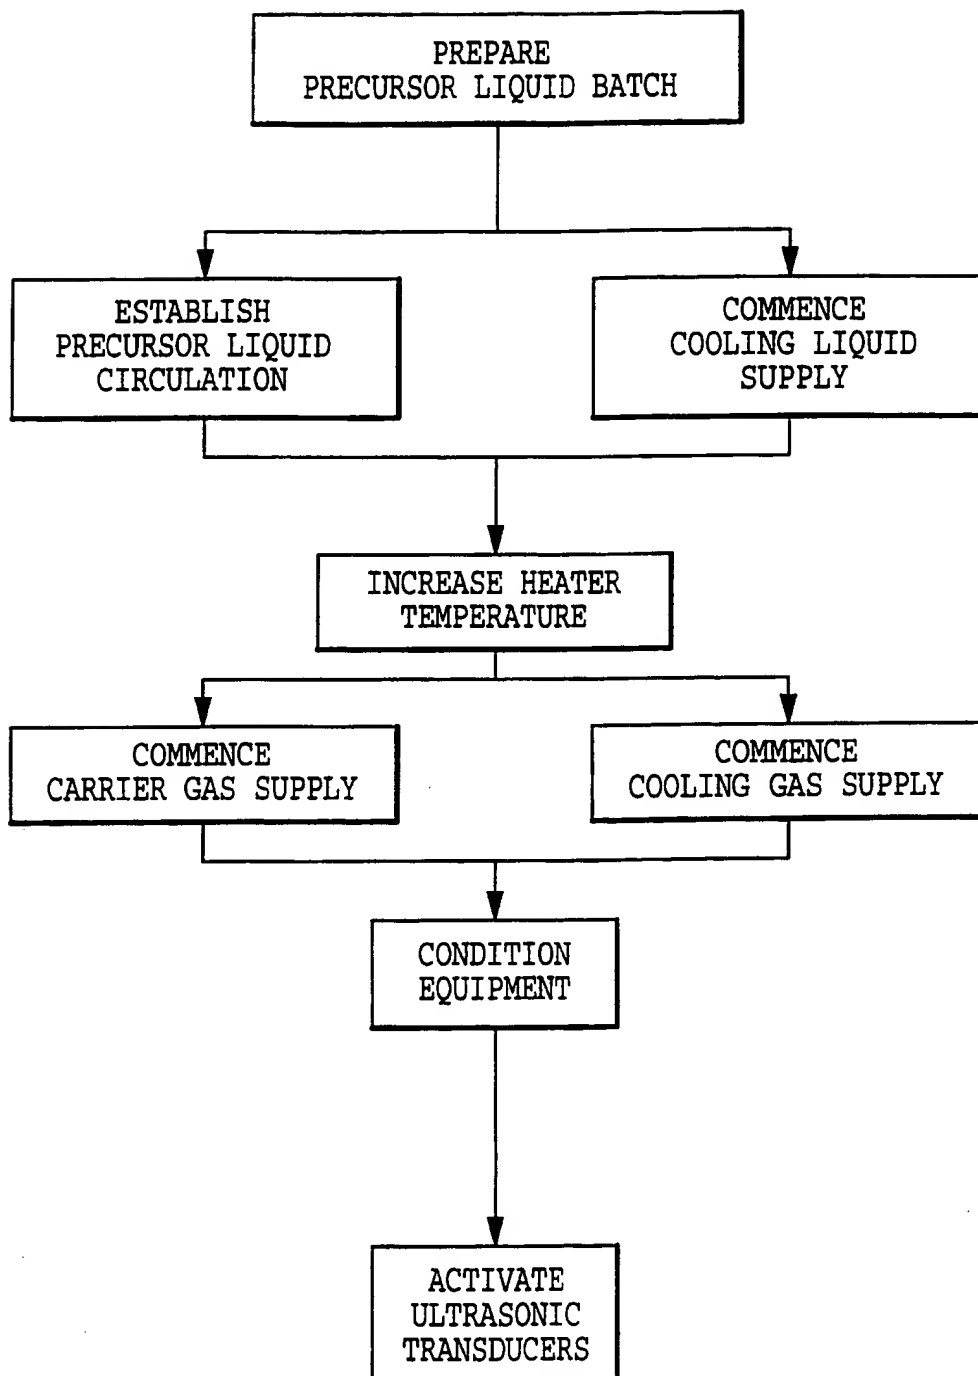 PREPARE
PRECURSOR LIQUID BATCH
ESTABLISH
PRECURSOR LIQUID
CIRCULATION
COMMENCE
COOLING LIQUID
SUPPLY
INCREASE HEATER
TEMPERATURE
COMMENCE
CARRIER GAS SUPPLY
COMMENCE
COOLING GAS SUPPLY
CONDITION
EQUIPMENT
ACTIVATE
ULTRASONIC
TRANSDUCERS